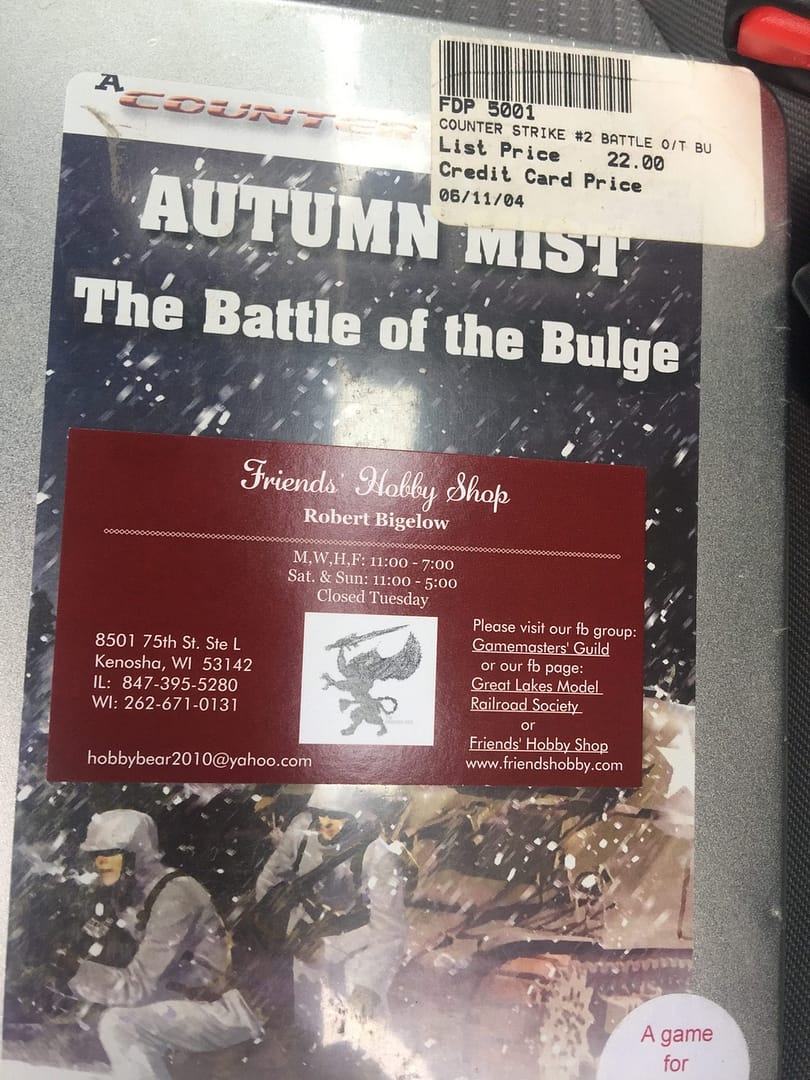 A
COUNTER
FDP 5001
COUNTER STRIKE #2 BATTLE O/T BU
List Price 22.00
Credit Card Price
06/11/04
AUTUMN MIST
The Battle of the Bulge
Friends' Hobby Shop
Robert Bigelow
M,W,H,F: 11:00 - 7:00
Sat. & Sun: 11:00 - 5:00
Closed Tuesday
8501 75th St. Ste L
Kenosha, WI 53142
IL: 847-395-5280
WI: 262-671-0131
hobbybear2010@yahoo.com
Please visit our fb group:
Gamemasters' Guild
or our fb page:
Great Lakes Model
Railroad Society
or
Friends' Hobby Shop
www.friendshobby.com
A game
for